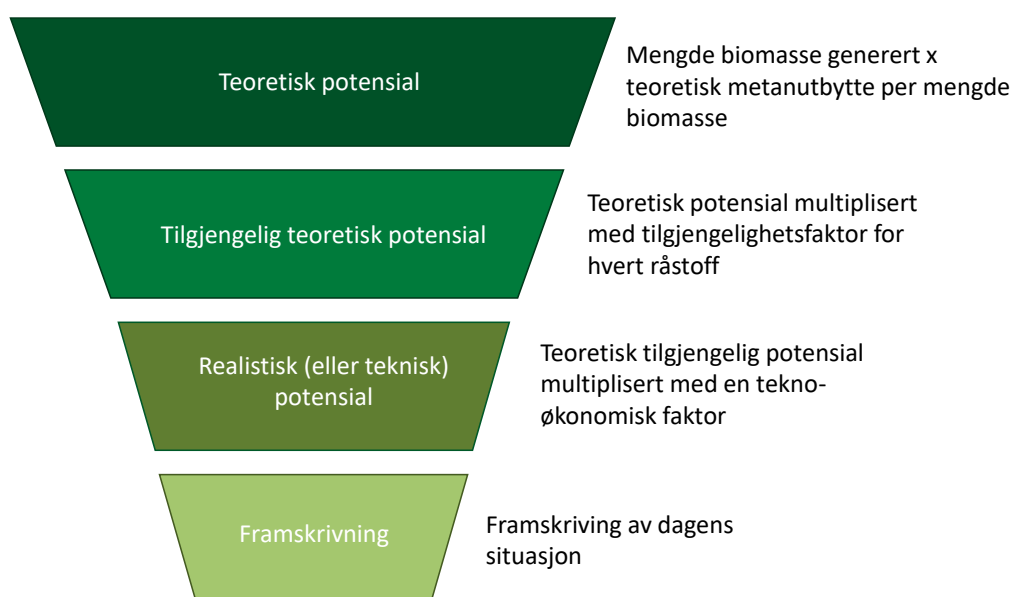 Teoretisk potensial
Mengde biomasse generert x
teoretisk metanutbytte per mengde
biomasse
Tilgjengelig teoretisk potensial
Teoretisk potensial multiplisert
med tilgjengelighetsfaktor for
hvert råstoff
Realistisk (eller teknisk)
potensial
Teoretisk tilgjengelig potensial
multiplisert med en tekno-
økonomisk faktor
Framskrivning
Framskriving av dagens
situasjon